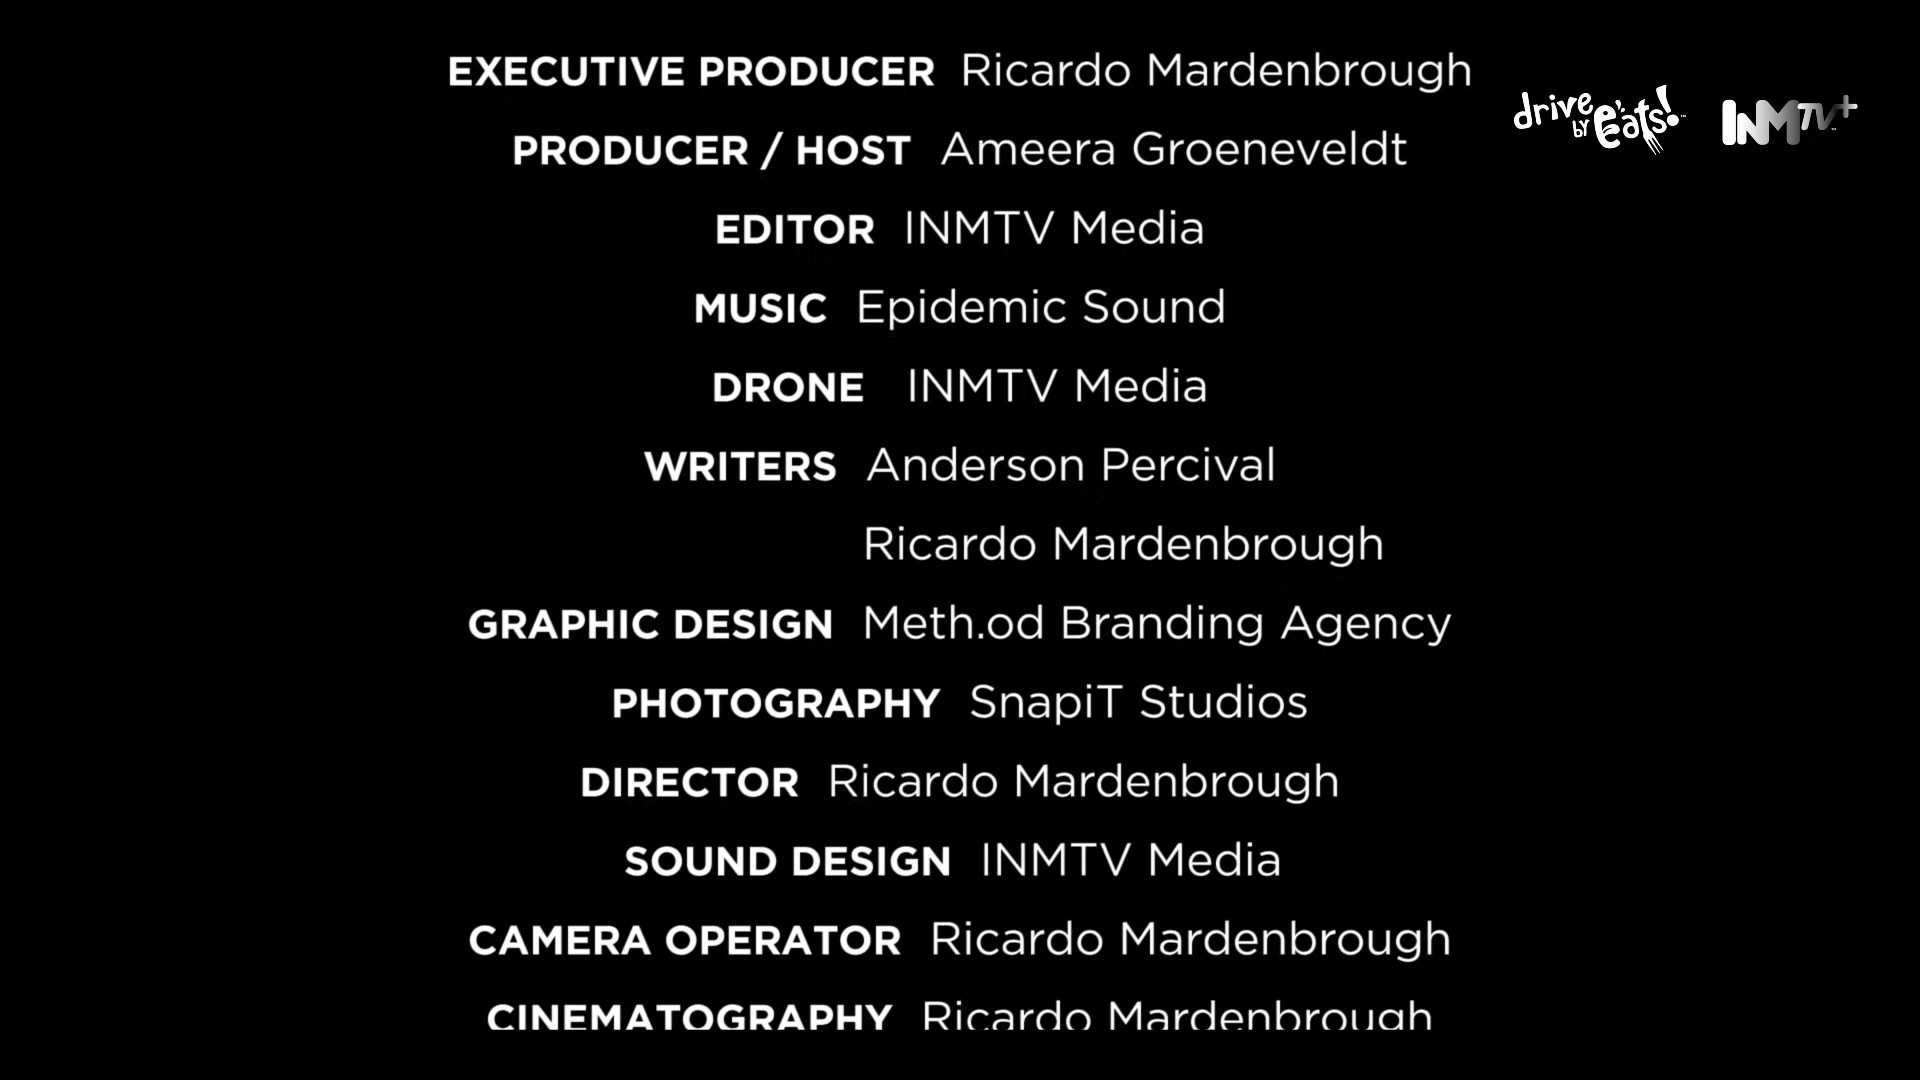 EXECUTIVE PRODUCER Ricardo Mardenbrough
PRODUCER / HOST Ameera Groeneveldt
drive by eats!™
INMTV+™
EDITOR INMTV Media
MUSIC Epidemic Sound
DRONE INMTV Media
WRITERS Anderson Percival
Ricardo Mardenbrough
GRAPHIC DESIGN Meth.od Branding Agency
PHOTOGRAPHY SnapiT Studios
DIRECTOR Ricardo Mardenbrough
SOUND DESIGN INMTV Media
CAMERA OPERATOR Ricardo Mardenbrough
CINEMATOGRAPHY Ricardo Mardenbrough